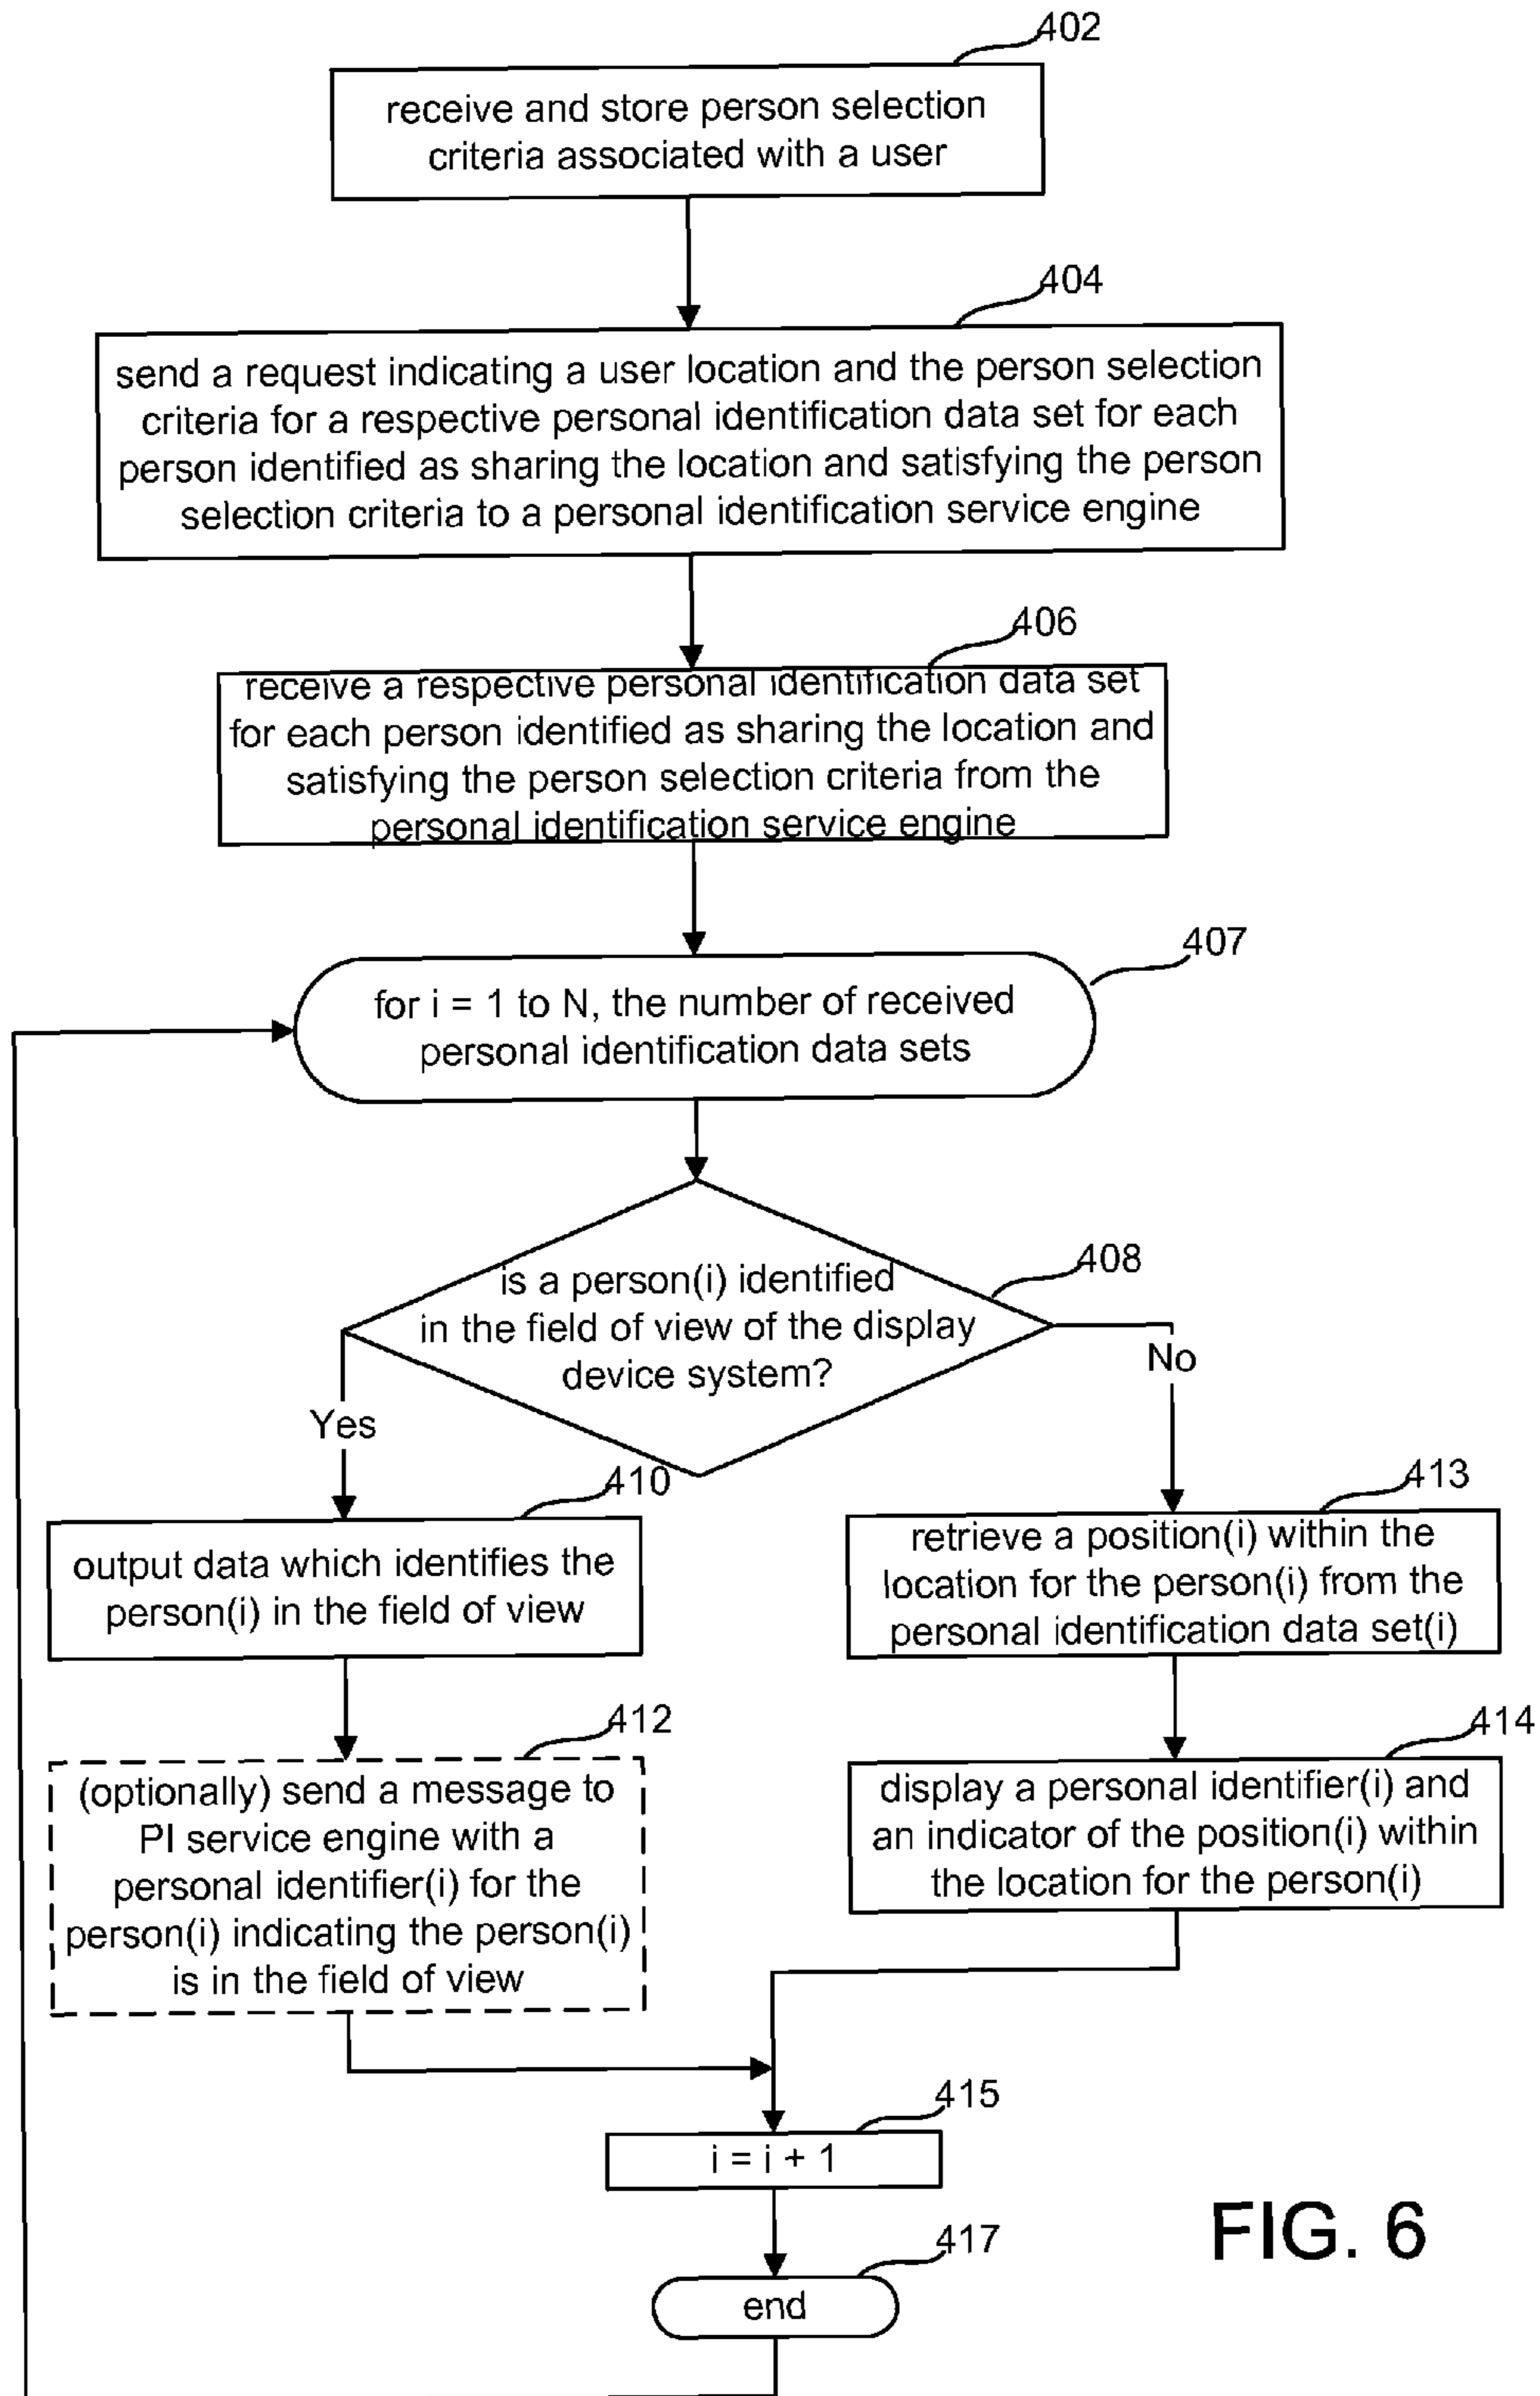 402
receive and store person selection
criteria associated with a user
404
send a request indicating a user location and the person selection
criteria for a respective personal identification data set for each
person identified as sharing the location and satisfying the person
selection criteria to a personal identification service engine
406
receive a respective personal identification data set
for each person identified as sharing the location and
satisfying the person selection criteria from the
personal identification service engine
407
for i = 1 to N, the number of received
personal identification data sets
408
is a person(i) identified
in the field of view of the display
device system?
No
Yes
410
output data which identifies the
person(i) in the field of view
413
retrieve a position(i) within the
location for the person(i) from the
personal identification data set(i)
412
(optionally) send a message to
PI service engine with a
personal identifier(i) for the
person(i) indicating the person(i)
is in the field of view
414
display a personal identifier(i) and
an indicator of the position(i) within
the location for the person(i)
415
i = i + 1
417
end
FIG. 6